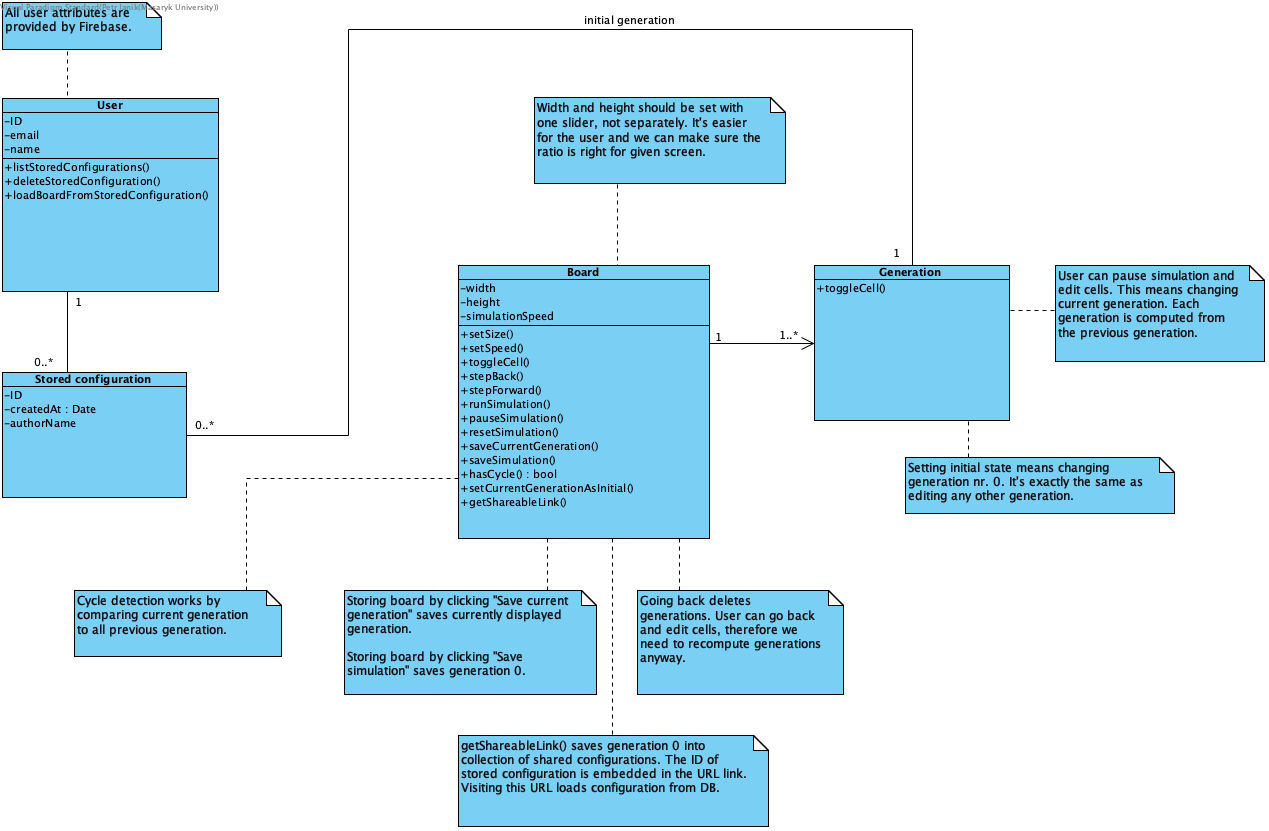 Visual Paradigm Standard(Petr Janik(Masaryk University))
All user attributes are
provided by Firebase.
initial generation
User
-ID
-email
-name
+listStoredConfigurations()
+deleteStoredConfiguration()
+loadBoardFromStoredConfiguration()
Width and height should be set with
one slider, not separately. It's easier
for the user and we can make sure the
ratio is right for given screen.
1
0..*
Stored configuration
-ID
-createdAt : Date
-authorName
0..*
Board
-width
-height
-simulationSpeed
+setSize()
+setSpeed()
+toggleCell()
+stepBack()
+stepForward()
+runSimulation()
+pauseSimulation()
+resetSimulation()
+saveCurrentGeneration()
+saveSimulation()
+hasCycle() : bool
+setCurrentGenerationAsInitial()
+getShareableLink()
1
1..*
1
Generation
+toggleCell()
User can pause simulation and
edit cells. This means changing
current generation. Each
generation is computed from
the previous generation.
Setting initial state means changing
generation nr. 0. It's exactly the same as
editing any other generation.
Cycle detection works by
comparing current generation
to all previous generation.
Storing board by clicking "Save current
generation" saves currently displayed
generation.
Storing board by clicking "Save
simulation" saves generation 0.
Going back deletes
generations. User can go back
and edit cells, therefore we
need to recompute generations
anyway.
getShareableLink() saves generation 0 into
collection of shared configurations. The ID of
stored configuration is embedded in the URL link.
Visiting this URL loads configuration from DB.